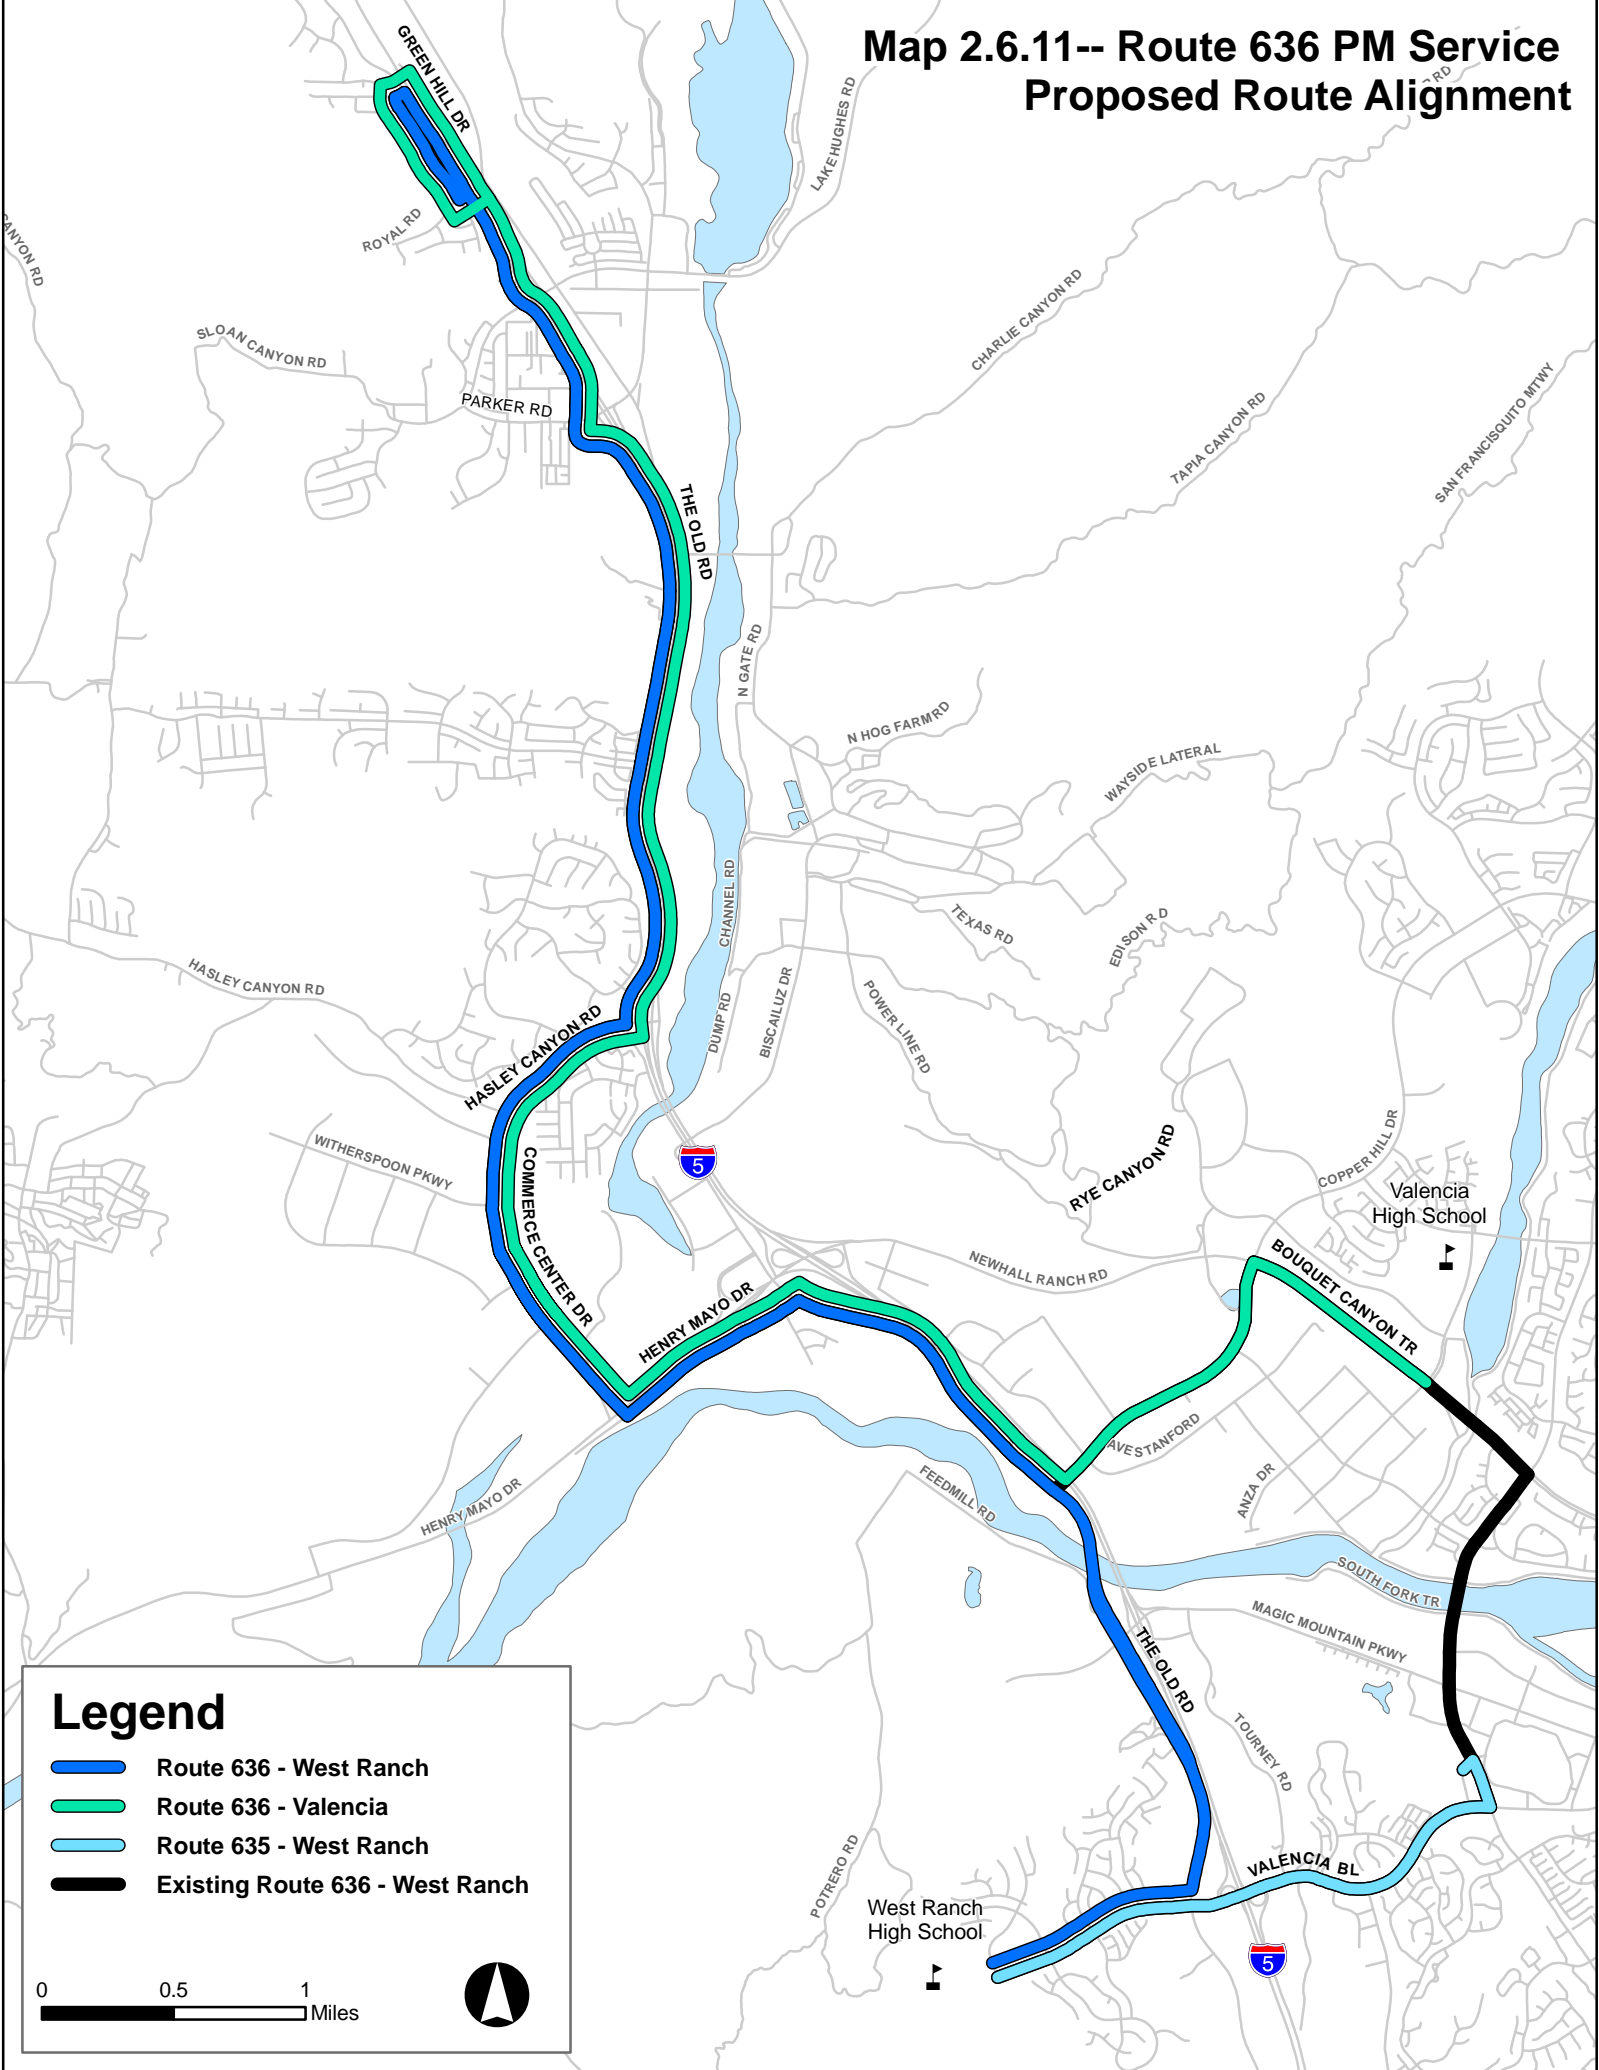 Map 2.6.11-- Route 636 PM Service
Proposed Route Alignment
GREEN HILL DR
LAKE HUGHES RD
RD
ANYON RD
ROYAL RD
SLOAN CANYON RD
PARKER RD
CHARLIE CANYON RD
TAPIA CANYON RD
SAN FRANCISQUITO MTWY
THE OLD RD
N GATE RD
N HOG FARM RD
WAYSIDE LATERAL
CHANNEL RD
TEXAS RD
EDISON RD
HASLEY CANYON RD
HASLEY CANYON RD
DUMP RD
BISCAILUZ DR
POWER LINE RD
WITHERSPOON PKWY
COMMERCE CENTER DR
5
RYE CANYON RD
COPPER HILL DR
Valencia
High School
NEWHALL RANCH RD
BOUQUET CANYON TR
HENRY MAYO DR
HENRY MAYO DR
AVE STANFORD
ANZA DR
FEEDMILL RD
SOUTH FORK TR
MAGIC MOUNTAIN PKWY
THE OLD RD
TOURNEY RD
POTRERO RD
VALENCIA BL
West Ranch
High School
5
Legend
Route 636 - West Ranch
Route 636 - Valencia
Route 635 - West Ranch
Existing Route 636 - West Ranch
0 0.5 1
Miles